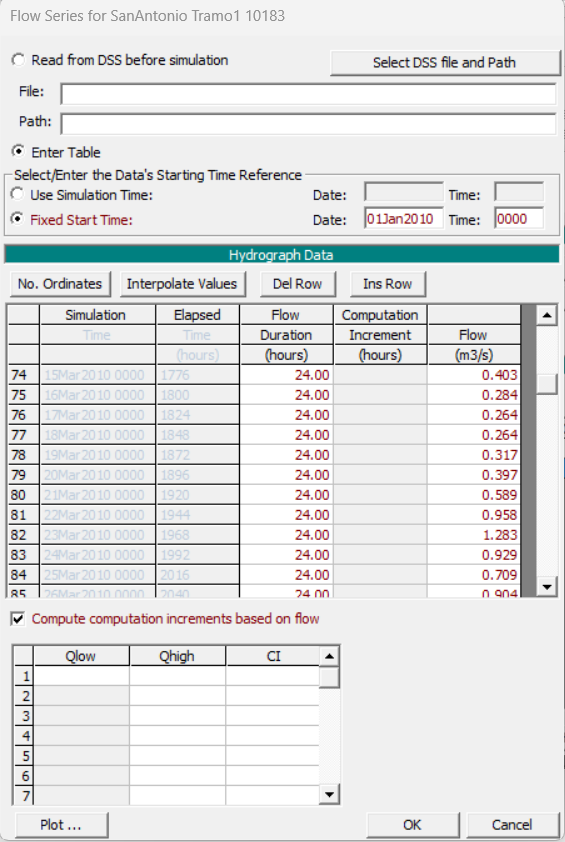 Flow Series for SanAntonio Tramo1 10183
Read from DSS before simulation
Select DSS file and Path
File:
Path:
Enter Table
Select/Enter the Data's Starting Time Reference
Use Simulation Time: Date: Time:
Fixed Start Time: Date: 01Jan2010 Time: 0000
Hydrograph Data
No. Ordinates Interpolate Values Del Row Ins Row
Simulation Elapsed Flow Computation
Time Time Duration Increment Flow
(hours) (hours) (hours) (m3/s)
74 15Mar2010 0000 1776 24.00 0.403
75 16Mar2010 0000 1800 24.00 0.284
76 17Mar2010 0000 1824 24.00 0.264
77 18Mar2010 0000 1848 24.00 0.264
78 19Mar2010 0000 1872 24.00 0.317
79 20Mar2010 0000 1896 24.00 0.397
80 21Mar2010 0000 1920 24.00 0.589
81 22Mar2010 0000 1944 24.00 0.958
82 23Mar2010 0000 1968 24.00 1.283
83 24Mar2010 0000 1992 24.00 0.929
84 25Mar2010 0000 2016 24.00 0.709
85 26Mar2010 0000 2040 24.00 0.904
Compute computation increments based on flow
Qlow Qhigh CI
1
2
3
4
5
6
7
Plot ... OK Cancel